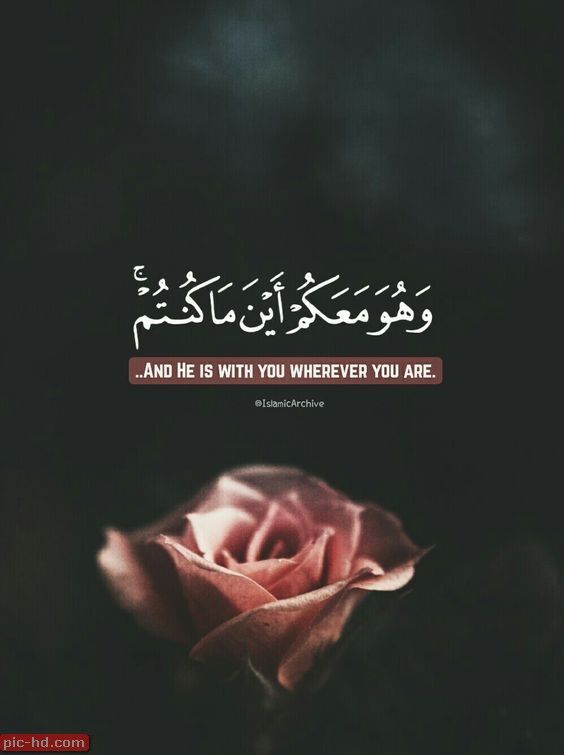 وَهُوَ مَعَكُمْ أَيْنَ مَا كُنتُمْ ۚ
..AND HE IS WITH YOU WHEREVER YOU ARE.
@IslamicArchive
pic-hd.com